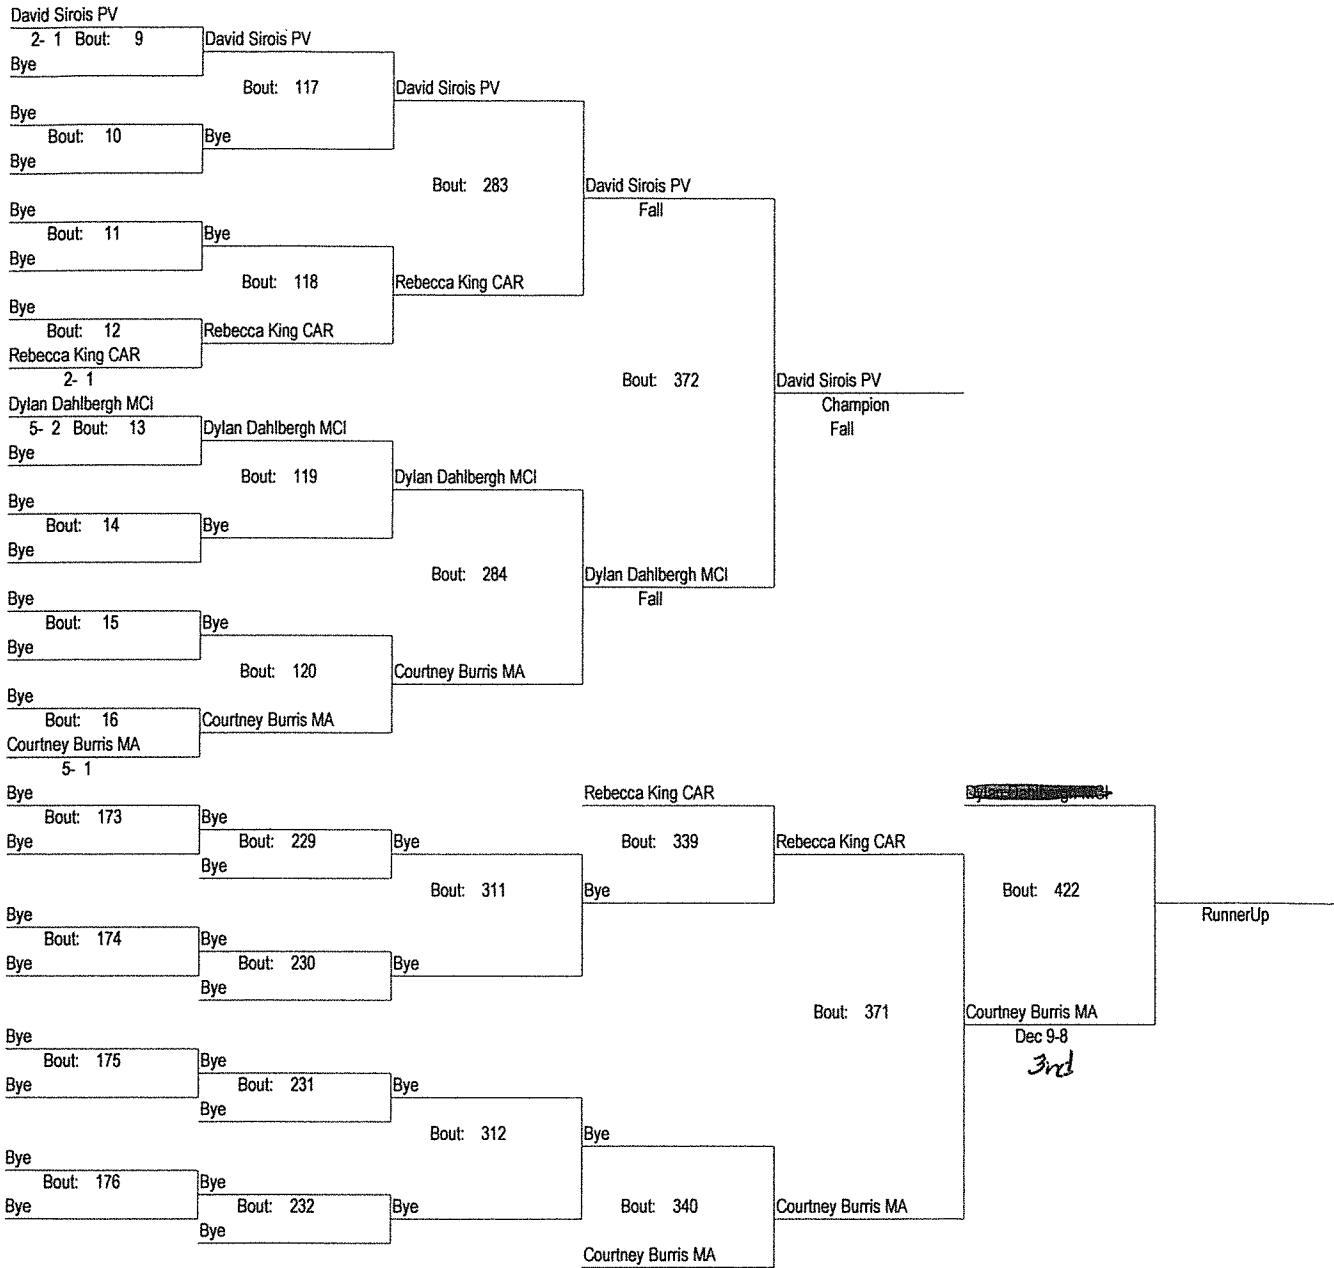 David Sirois PV
2- 1 Bout: 9
David Sirois PV
Bye
Bout: 117
David Sirois PV
Bye
Bout: 10
Bye
Bye
Bout: 283
David Sirois PV
Fall
Bye
Bout: 11
Bye
Bye
Bout: 118
Rebecca King CAR
Bye
Bout: 12
Rebecca King CAR
Rebecca King CAR
2- 1
Bout: 372
David Sirois PV
Champion
Fall
Dylan Dahlbergh MCI
5- 2 Bout: 13
Dylan Dahlbergh MCI
Bye
Bout: 119
Dylan Dahlbergh MCI
Bye
Bout: 14
Bye
Bye
Bout: 284
Dylan Dahlbergh MCI
Fall
Bye
Bout: 15
Bye
Bye
Bout: 120
Courtney Burris MA
Bye
Bout: 16
Courtney Burris MA
Courtney Burris MA
5- 1
Bye
Rebecca King CAR
Dylan Dahlbergh MCI
Bout: 173
Bye
Bye
Bout: 229
Bye
Bout: 339
Rebecca King CAR
Bye
Bout: 311
Bye
Bout: 422
RunnerUp
Bye
Bout: 174
Bye
Bye
Bout: 230
Bye
Bye
Bout: 371
Courtney Burris MA
Dec 9-8
3rd
Bye
Bout: 175
Bye
Bye
Bout: 231
Bye
Bye
Bout: 312
Bye
Bye
Bout: 176
Bye
Bye
Bout: 232
Bye
Bout: 340
Courtney Burris MA
Bye
Courtney Burris MA